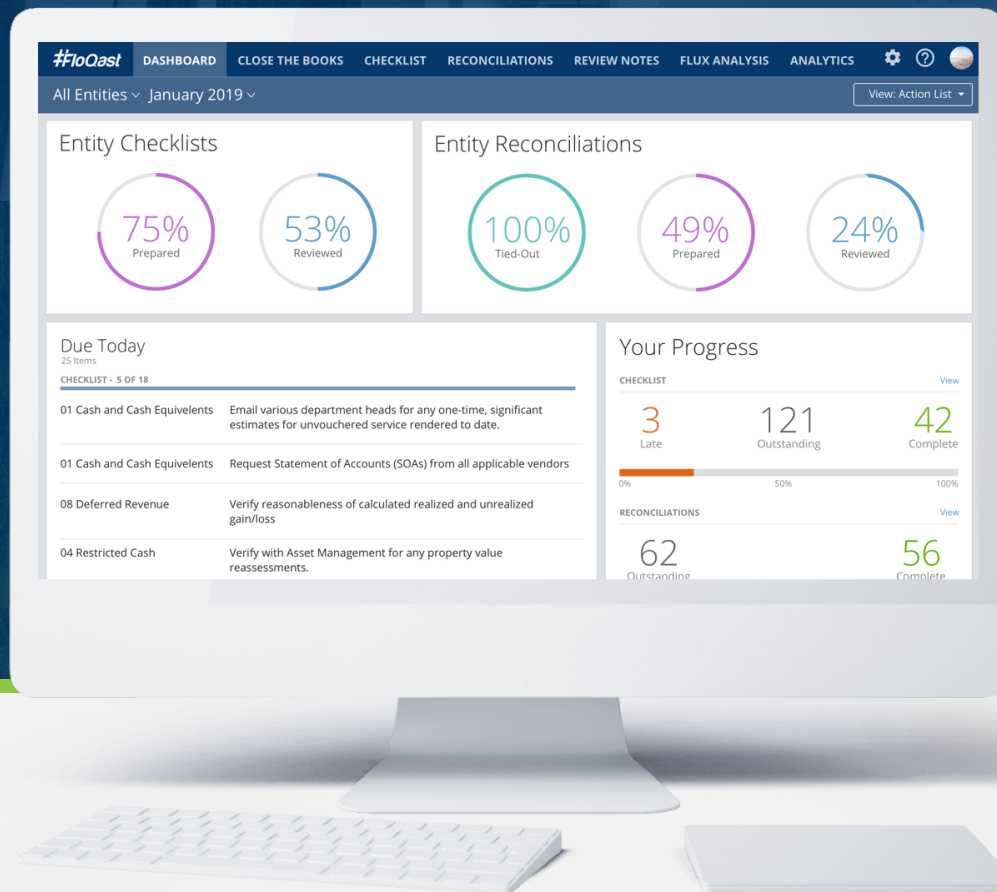 FloQast DASHBOARD CLOSE THE BOOKS CHECKLIST RECONCILIATIONS REVIEW NOTES FLUX ANALYSIS ANALYTICS ?
All Entities January 2019 View: Action List
Entity Checklists
75%
Prepared
53%
Reviewed
Entity Reconciliations
100%
Tied-Out
49%
Prepared
24%
Reviewed
Due Today
25 Items
CHECKLIST - 5 OF 18
01 Cash and Cash Equivelents Email various department heads for any one-time, significant
estimates for unvouchered service rendered to date.
01 Cash and Cash Equivelents Request Statement of Accounts (SOAs) from all applicable vendors
08 Deferred Revenue Verify reasonableness of calculated realized and unrealized
gain/loss
04 Restricted Cash Verify with Asset Management for any property value
reassessments.
Your Progress
CHECKLIST View
3 121 42
Late Outstanding Complete
0% 50% 100%
RECONCILIATIONS View
62 56
Outstanding Complete